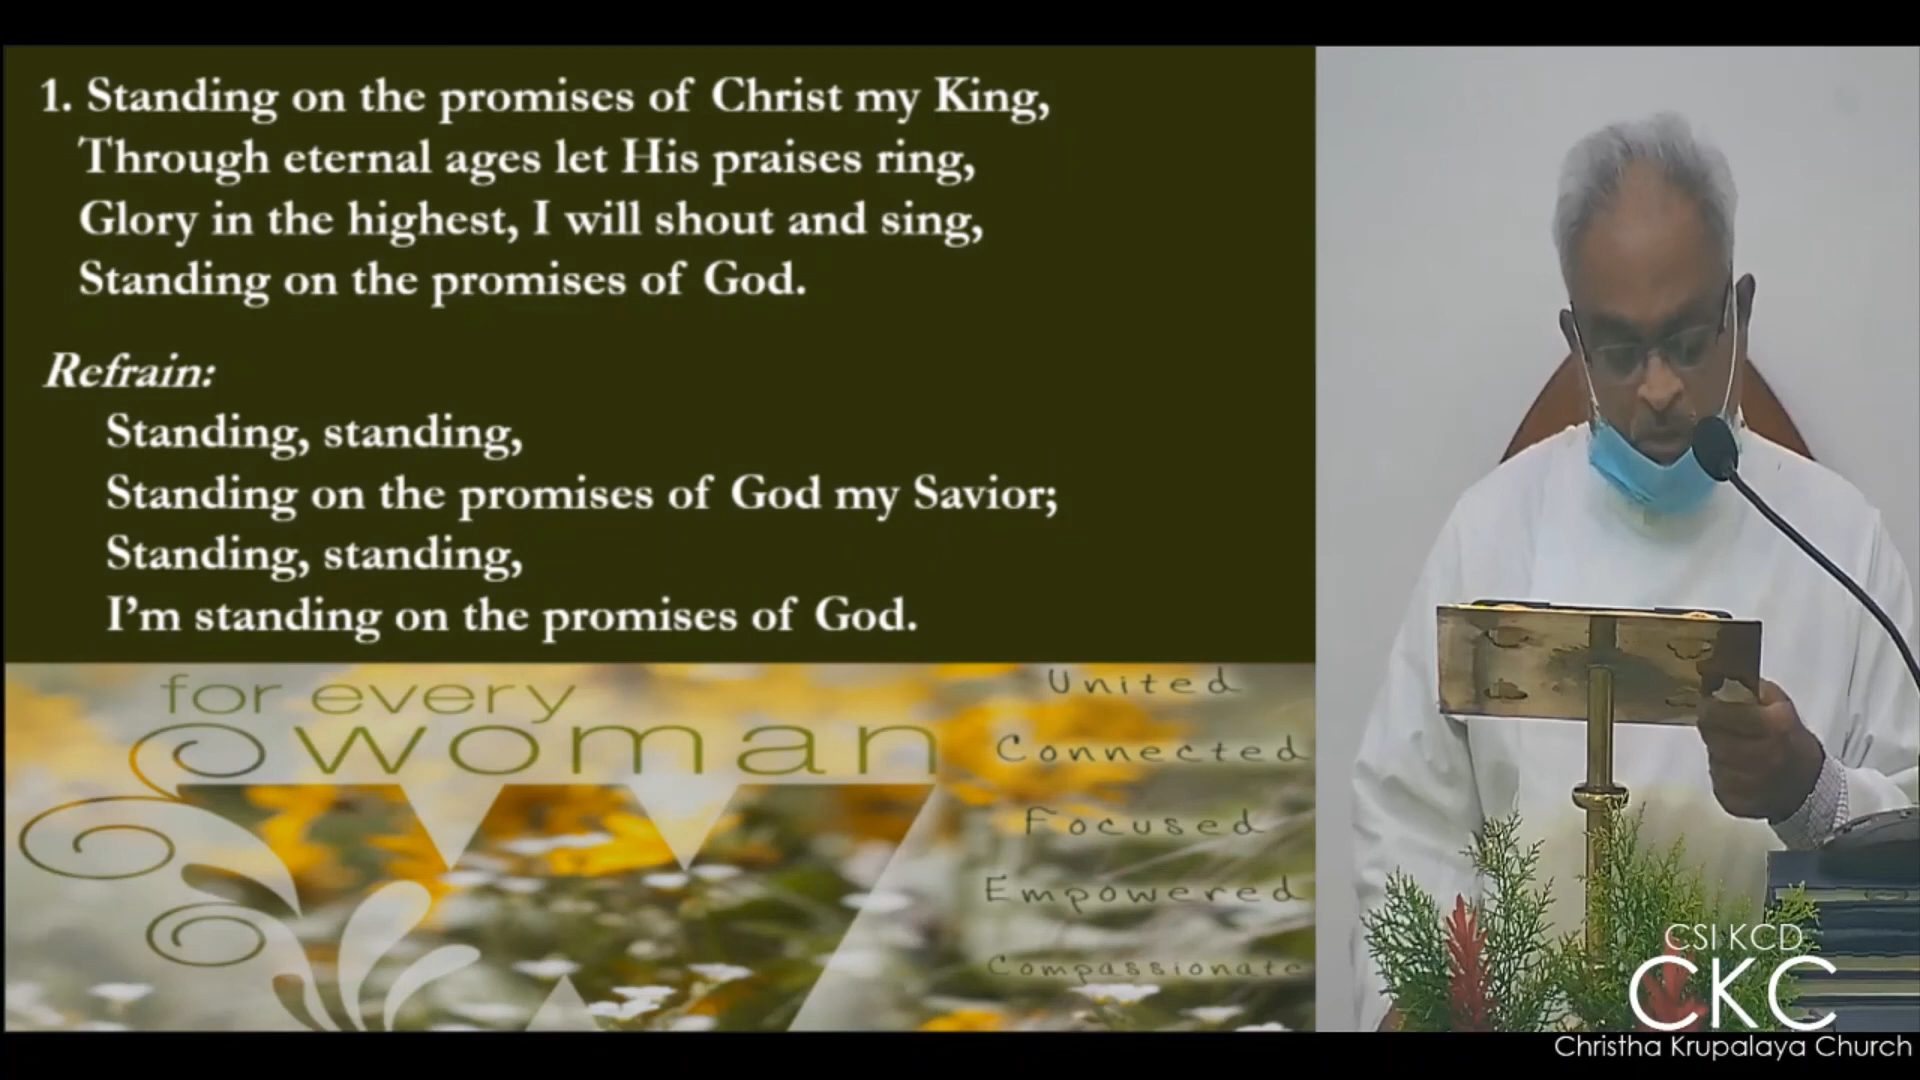 1. Standing on the promises of Christ my King,
Through eternal ages let His praises ring,
Glory in the highest, I will shout and sing,
Standing on the promises of God.
Refrain:
Standing, standing,
Standing on the promises of God my Savior;
Standing, standing,
I'm standing on the promises of God.
for every
woman
United
Connected
Focused
Empowered
Compassionate
CSI KCD
CKC
Christha Krupalaya Church